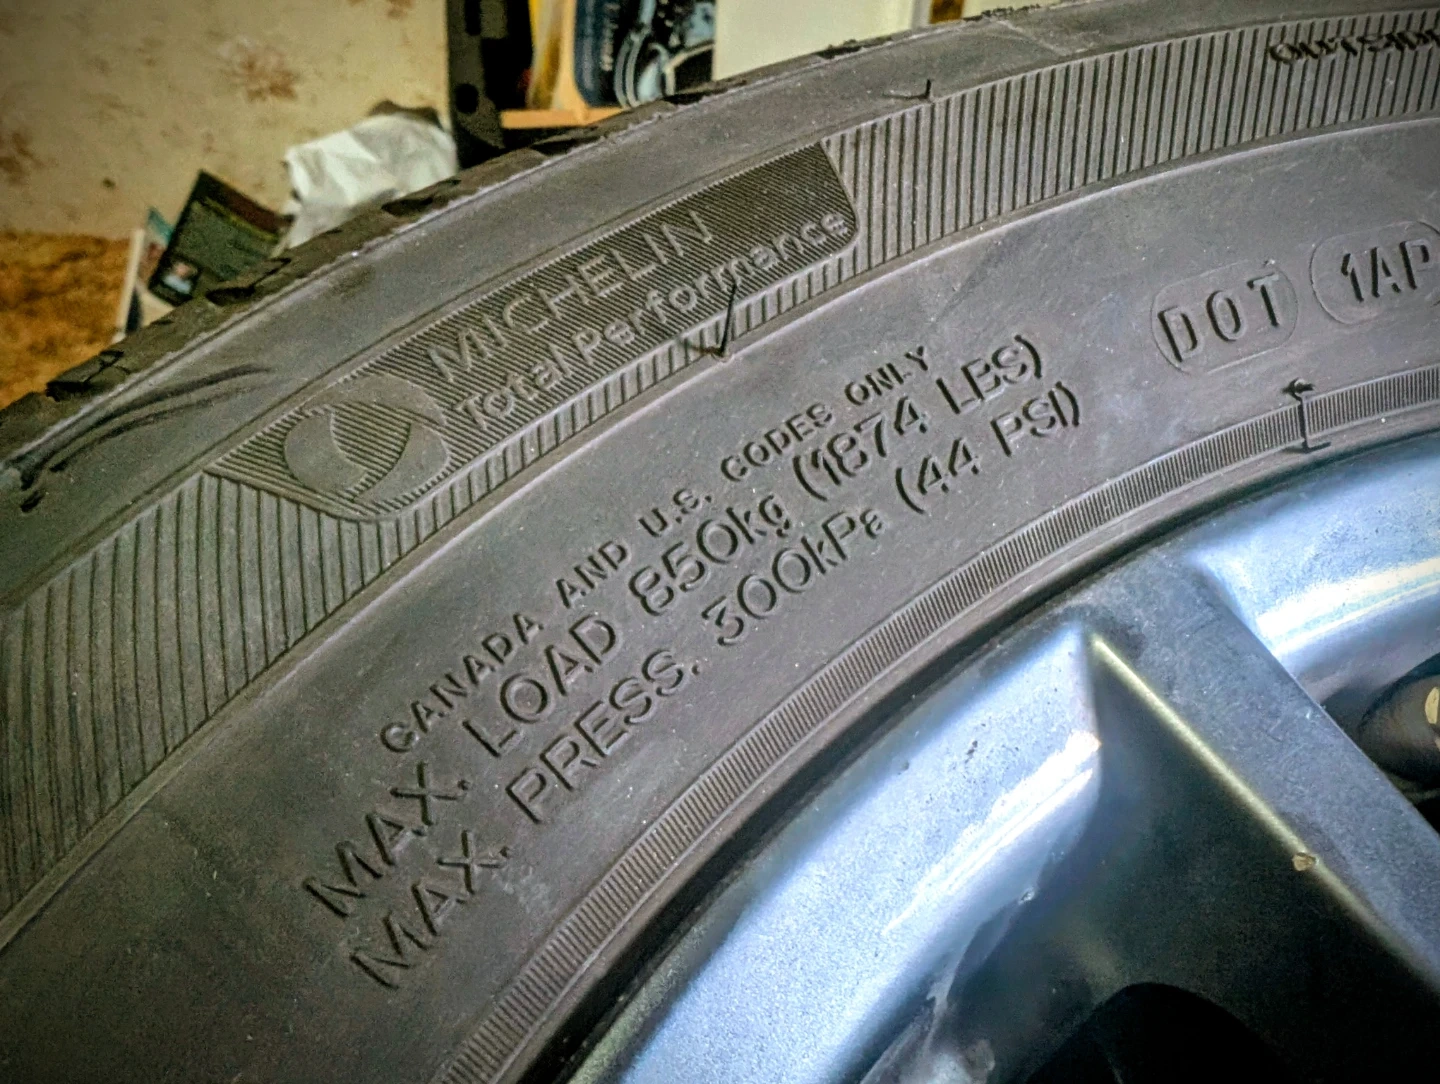 OUTSIDE
MICHELIN
Total Performance
DOT 1AP
CANADA AND U.S. CODES ONLY
MAX. LOAD 850kg (1874 LBS)
MAX. PRESS. 300kPa (44 PSI)